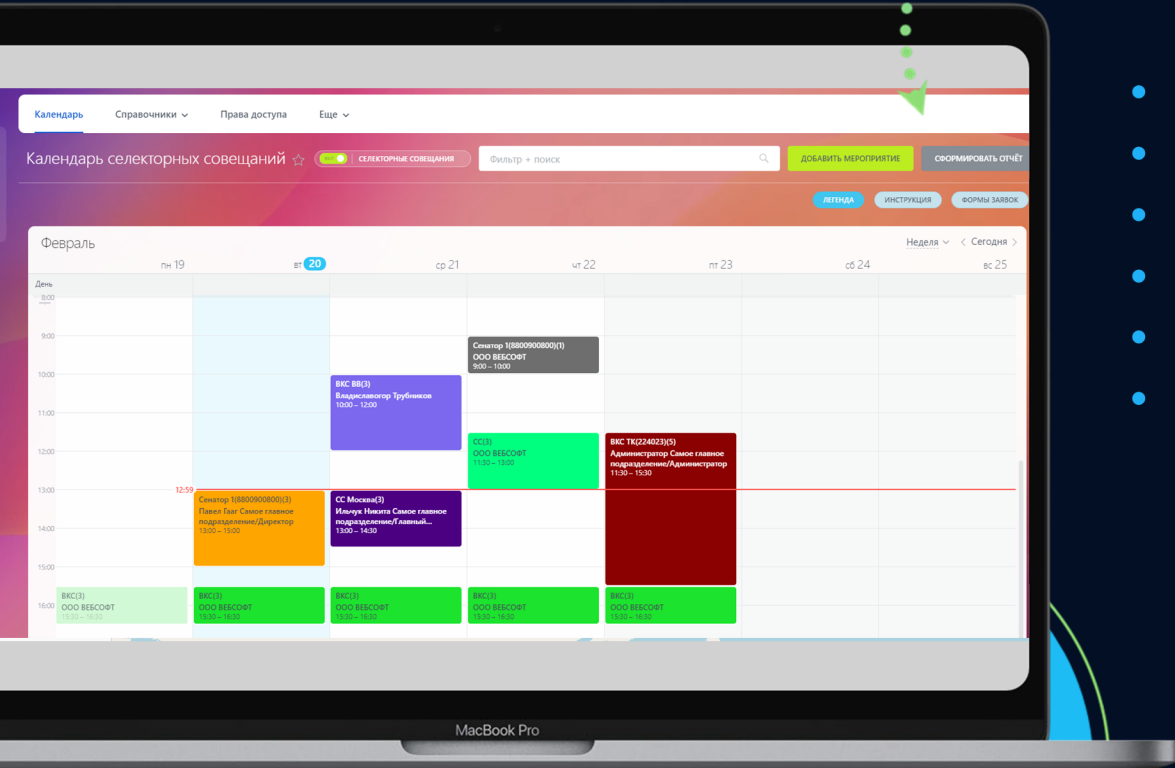 Календарь Справочники Права доступа Еще
Календарь селекторных совещаний СЕЛЕКТОРНЫЕ СОВЕЩАНИЯ Фильтр + поиск ДОБАВИТЬ МЕРОПРИЯТИЕ СФОРМИРОВАТЬ ОТЧЁТ
ЛЕГЕНДА ИНСТРУКЦИЯ ФОРМЫ ЗАЯВОК
Февраль Неделя Сегодня
пн 19 вт 20 ср 21 чт 22 пт 23 сб 24 вс 25
День
8:00
9:00
Сенатор 1(8800900800)(1)
ООО ВЕБСОФТ
9:00 – 10:00
10:00
ВКС ВВ(3)
Владиславогор Трубников
10:00 – 12:00
11:00
СС(3)
ООО ВЕБСОФТ
11:30 – 13:00
ВКС ТК(224023)(5)
Администратор Самое главное
подразделение/Администратор
11:30 – 15:30
12:00
13:00
12:59
Сенатор 1(8800900800)(3)
Павел Гааг Самое главное
подразделение/Директор
13:00 – 15:00
СС Москва(3)
Ильчук Никита Самое главное
подразделение/Главный...
13:00 – 14:30
14:00
15:00
16:00
ВКС(3)
ООО ВЕБСОФТ
15:30 – 16:30
ВКС(3)
ООО ВЕБСОФТ
15:30 – 16:30
ВКС(3)
ООО ВЕБСОФТ
15:30 – 16:30
ВКС(3)
ООО ВЕБСОФТ
15:30 – 16:30
ВКС(3)
ООО ВЕБСОФТ
15:30 – 16:30
MacBook Pro